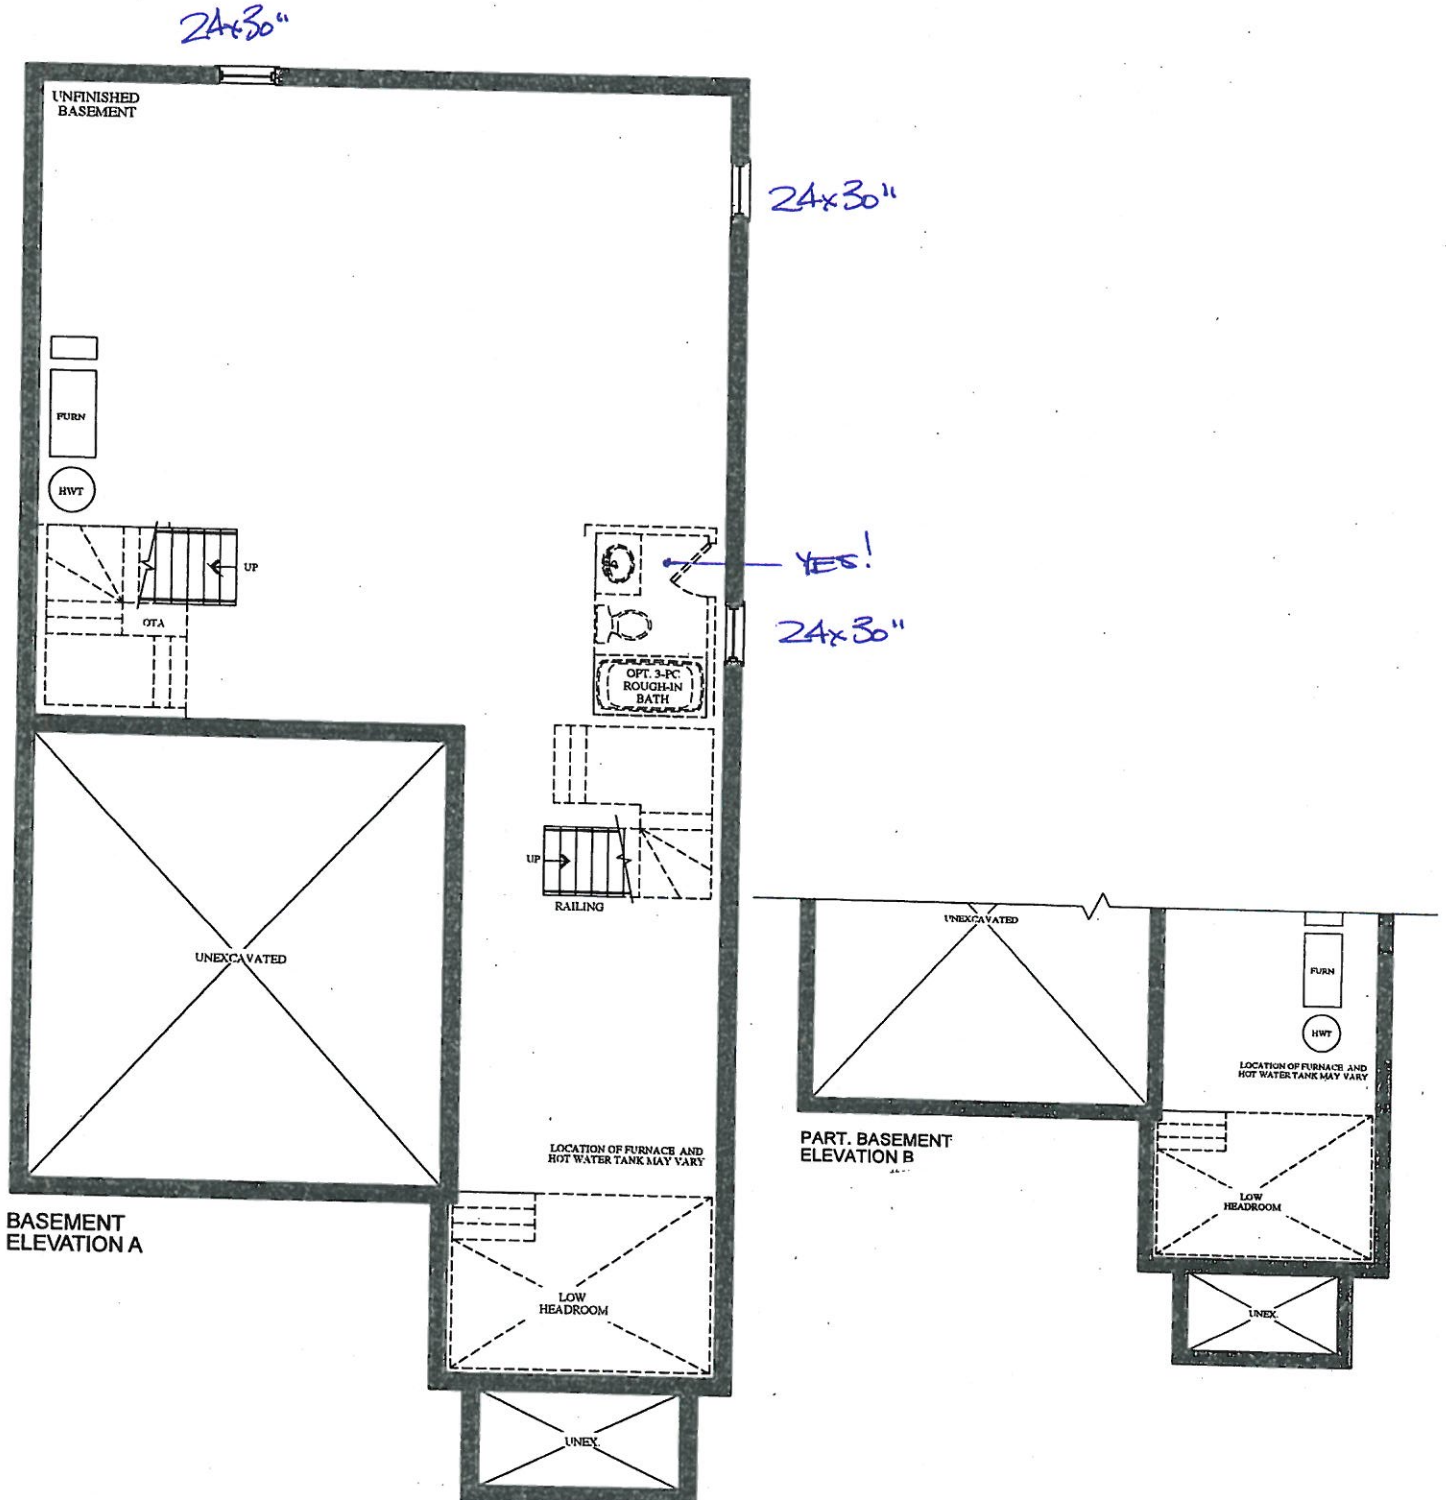 24x30"
UNFINISHED
BASEMENT
24x30"
FURN
HWT
UP
OTA
YES!
24x30"
OPT. 3-PC
ROUGH-IN
BATH
UP
RAILING
UNEXCAVATED
LOCATION OF FURNACE AND
HOT WATER TANK MAY VARY
BASEMENT
ELEVATION A
LOW
HEADROOM
UNEX.
UNEXCAVATED
FURN
HWT
LOCATION OF FURNACE AND
HOT WATER TANK MAY VARY
PART. BASEMENT
ELEVATION B
LOW
HEADROOM
UNEX.